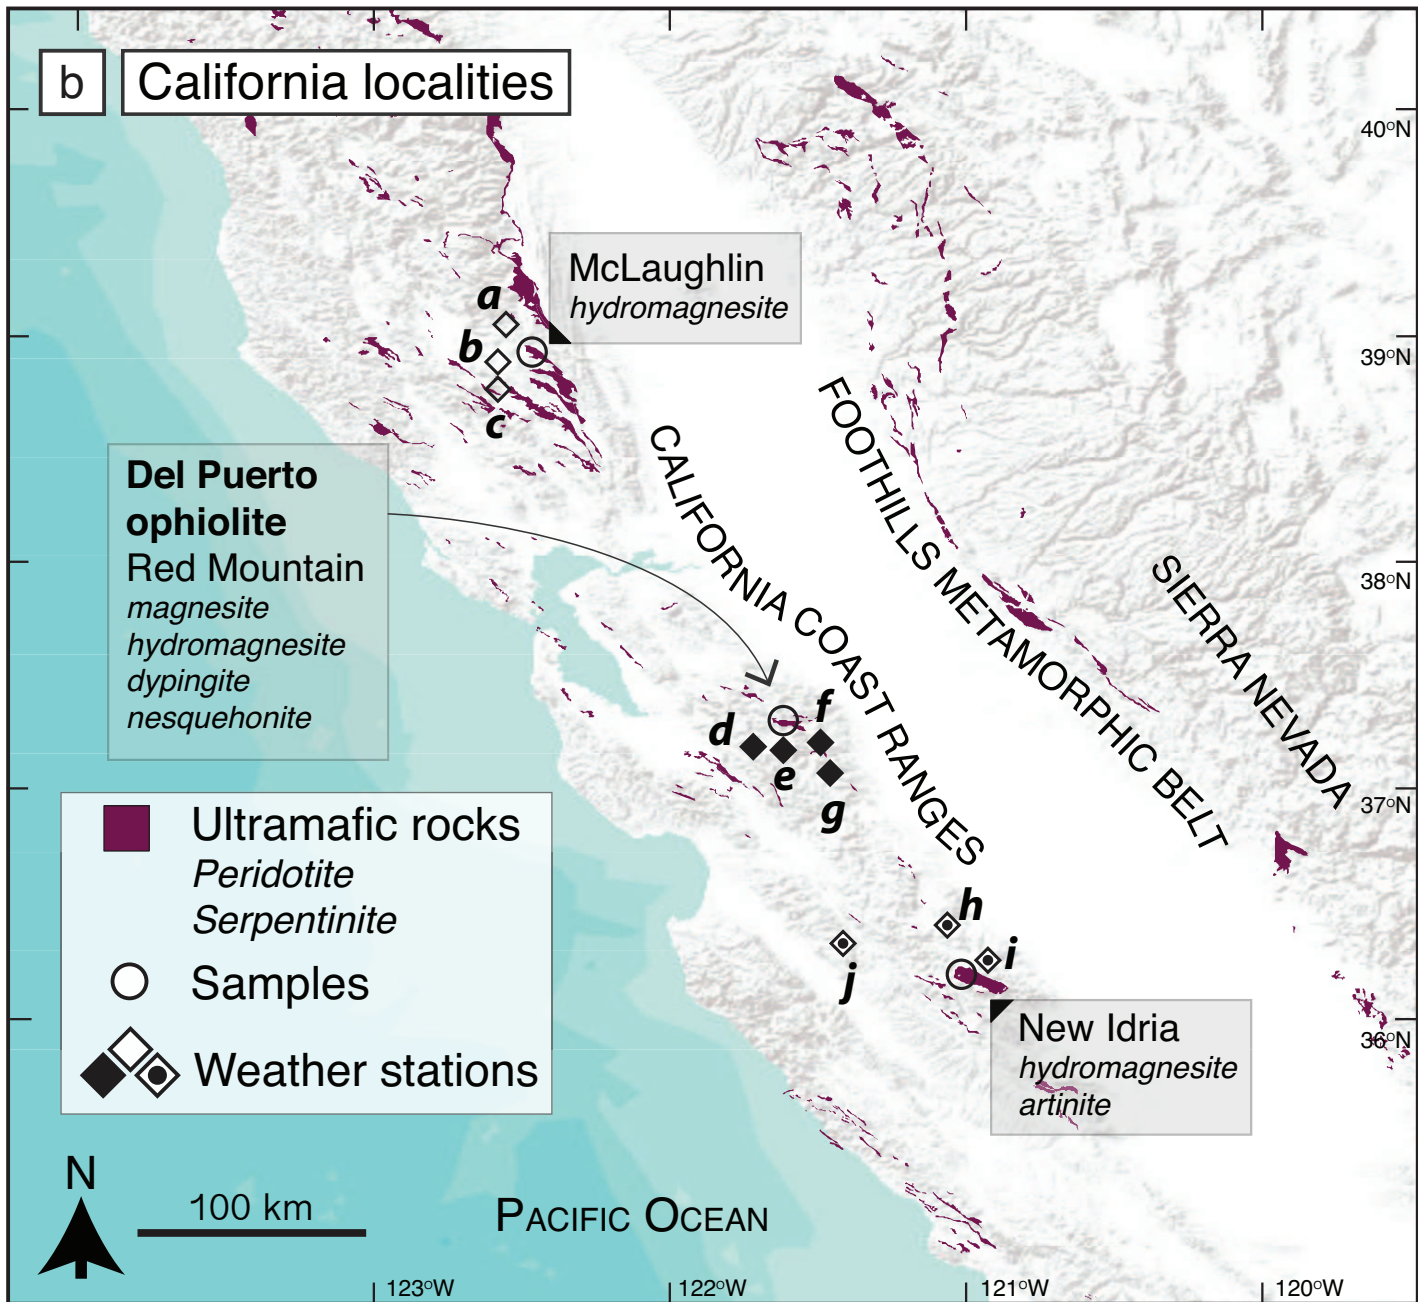 b
California localities
40°N
McLaughlin
hydromagnesite
a
b
c
39°N
Del Puerto
ophiolite
Red Mountain
magnesite
hydromagnesite
dypingite
nesquehonite
CALIFORNIA COAST RANGES
FOOTHILLS METAMORPHIC BELT
SIERRA NEVADA
38°N
d
e
f
g
37°N
Ultramafic rocks
Peridotite
Serpentinite
Samples
Weather stations
h
i
j
New Idria
hydromagnesite
artinite
36°N
N
100 km
PACIFIC OCEAN
123°W
122°W
121°W
120°W